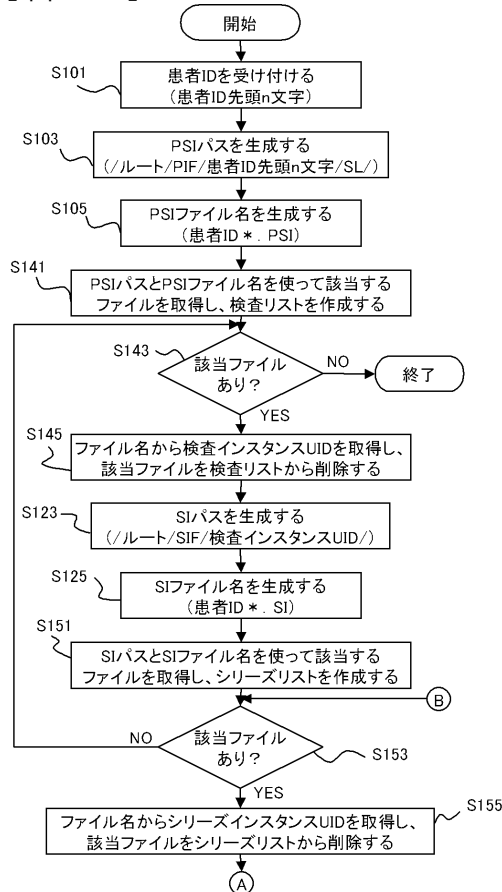 開始
S101
患者IDを受け付ける
(患者ID先頭n文字)
S103
PSIパスを生成する
(/ルート/PIF/患者ID先頭n文字/SL/)
S105
PSIファイル名を生成する
(患者ID*. PSI)
S141
PSIパスとPSIファイル名を使って該当する
ファイルを取得し、検査リストを作成する
S143
該当ファイル
あり?
NO
終了
YES
S145
ファイル名から検査インスタンスUIDを取得し、
該当ファイルを検査リストから削除する
S123
SIパスを生成する
(/ルート/SIF/検査インスタンスUID/)
S125
SIファイル名を生成する
(患者ID*. SI)
S151
SIパスとSIファイル名を使って該当する
ファイルを取得し、シリーズリストを作成する
B
NO
該当ファイル
あり?
S153
YES
S155
ファイル名からシリーズインスタンスUIDを取得し、
該当ファイルをシリーズリストから削除する
A